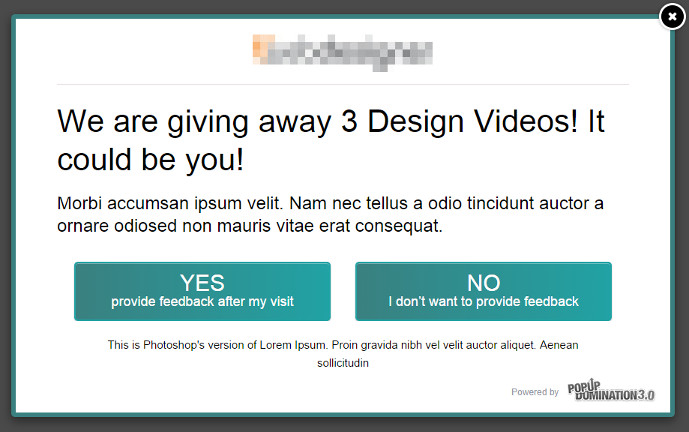 We are giving away 3 Design Videos! It
could be you!
Morbi accumsan ipsum velit. Nam nec tellus a odio tincidunt auctor a
ornare odiosed non mauris vitae erat consequat.
YES
provide feedback after my visit
NO
I don't want to provide feedback
This is Photoshop's version of Lorem Ipsum. Proin gravida nibh vel velit auctor aliquet. Aenean
sollicitudin
Powered by POPUP
DOMINATION 3.0